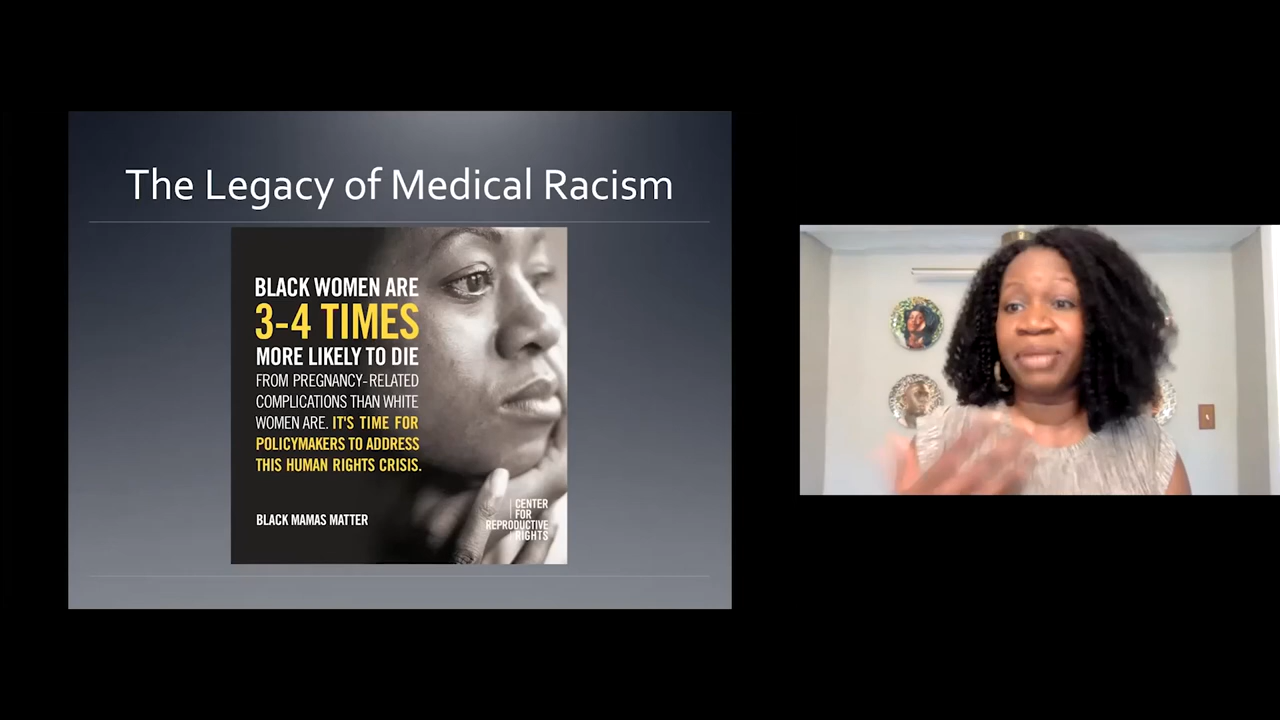 The Legacy of Medical Racism
BLACK WOMEN ARE
3-4 TIMES
MORE LIKELY TO DIE
FROM PREGNANCY-RELATED
COMPLICATIONS THAN WHITE
WOMEN ARE. IT'S TIME FOR
POLICYMAKERS TO ADDRESS
THIS HUMAN RIGHTS CRISIS.
BLACK MAMAS MATTER
CENTER
FOR
REPRODUCTIVE
RIGHTS